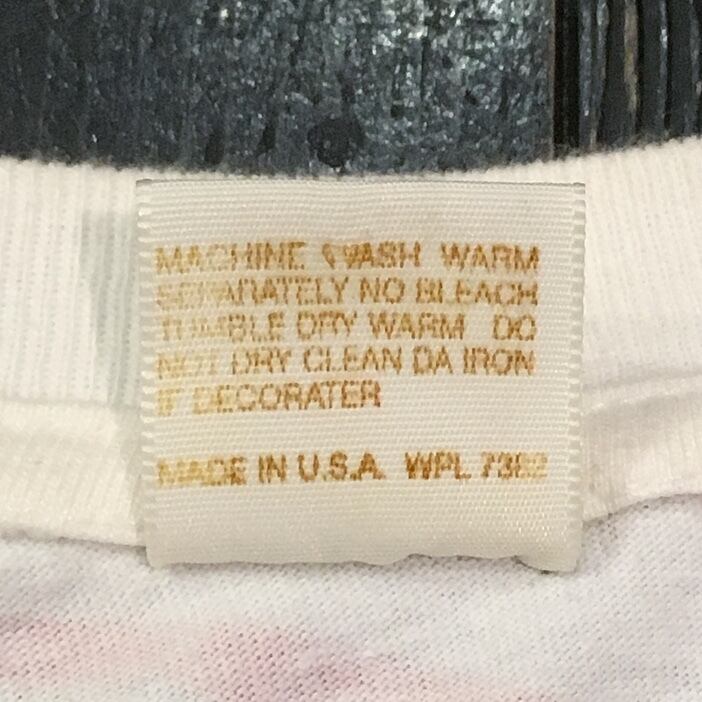 MACHINE WASH WARM
SEPARATELY NO BLEACH
TUMBLE DRY WARM DO
NOT DRY CLEAN DA IRON
IF DECORATER
MADE IN U.S.A. WPL 7382